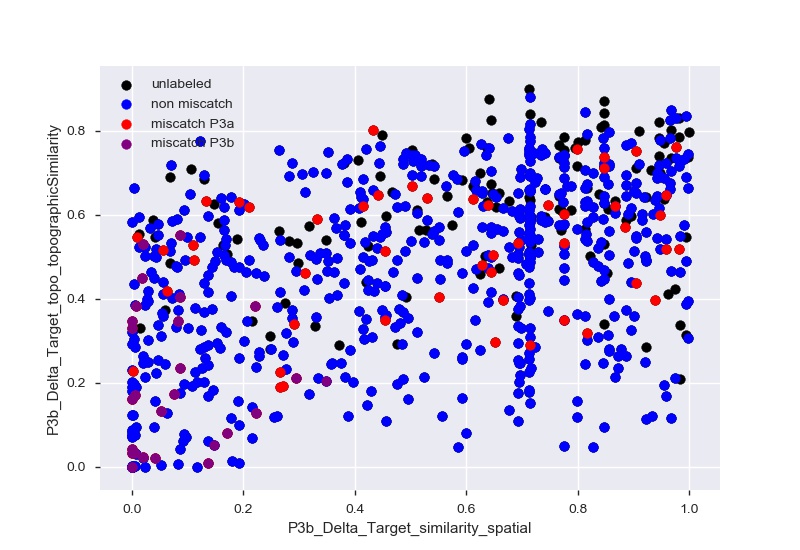 unlabeled
non miscatch
miscatch P3a
miscatch P3b
0.8
0.6
0.4
0.2
0.0
P3b_Delta_Target_topo_topographicSimilarity
0.0 0.2 0.4 0.6 0.8 1.0
P3b_Delta_Target_similarity_spatial